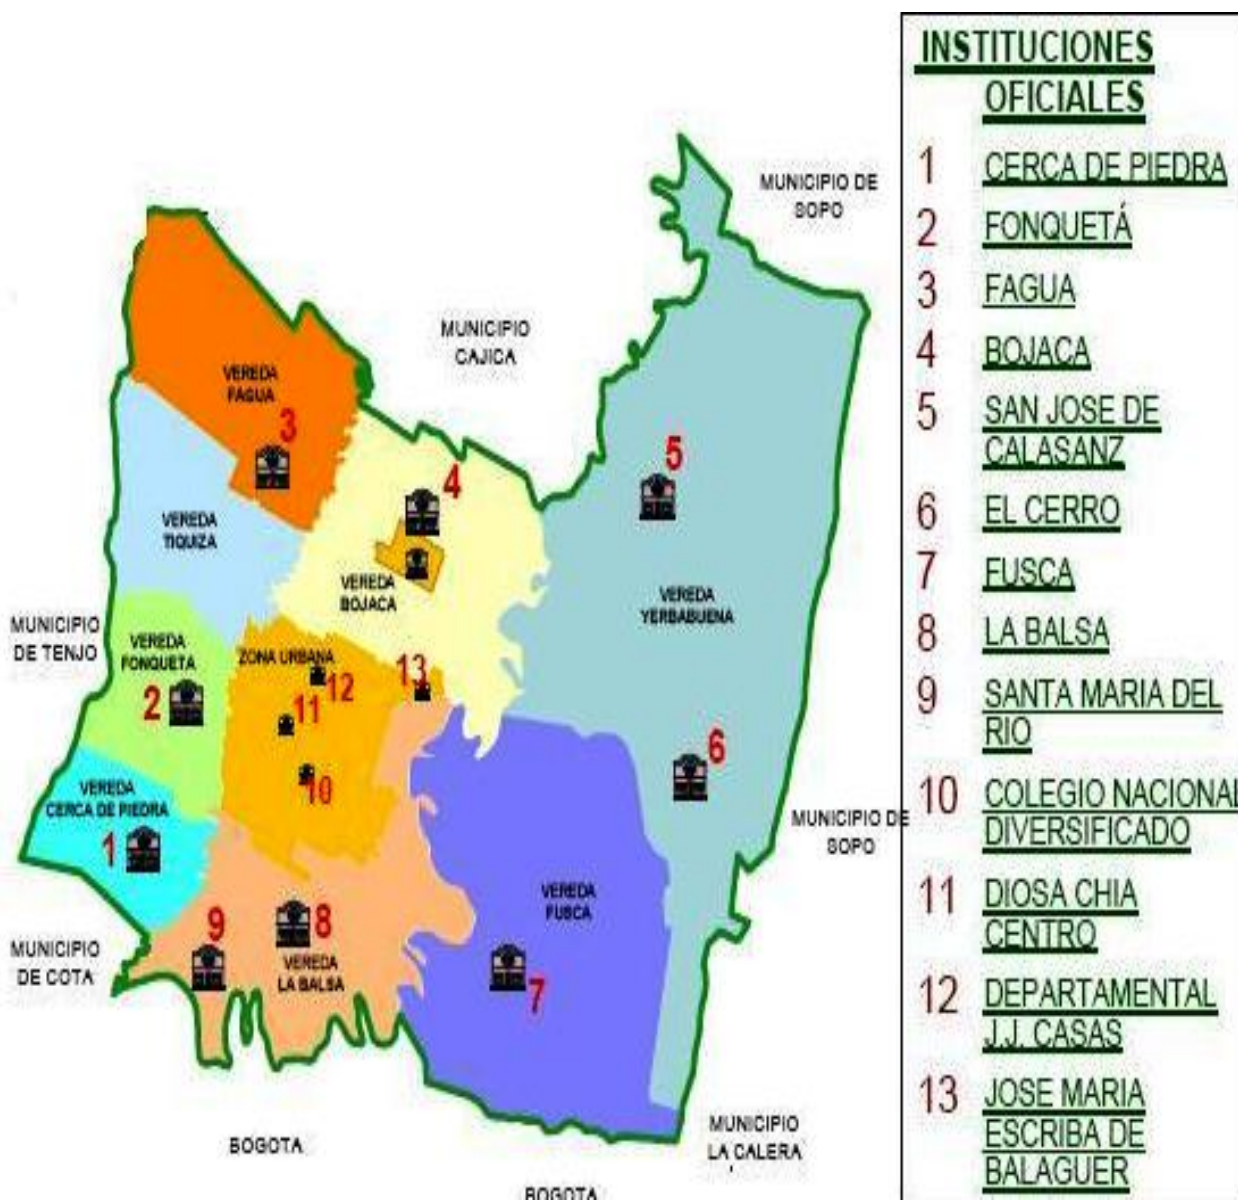 INSTITUCIONES
OFICIALES
1 CERCA DE PIEDRA
2 FONQUETÁ
3 FAGUA
4 BOJACA
5 SAN JOSE DE
CALASANZ
6 EL CERRO
7 FUSCA
8 LA BALSA
9 SANTA MARIA DEL
RIO
10 COLEGIO NACIONAL
DIVERSIFICADO
11 DIOSA CHIA
CENTRO
12 DEPARTAMENTAL
J.J. CASAS
13 JOSE MARIA
ESCRIBA DE
BALAGUER
MUNICIPIO DE
SOPO
MUNICIPIO
CAJICA
VEREDA
FAGUA
3
4
5
VEREDA
TIQUIZA
VEREDA
BOJACA
VEREDA
YERBABUENA
MUNICIPIO
DE TENJO
VEREDA
FONQUETA
2
ZONA URBANA
12
13
11
10
6
VEREDA
CERCA DE PIEDRA
1
MUNICIPIO DE
SOPO
VEREDA
FUSCA
9
8
MUNICIPIO
DE COTA
VEREDA
LA BALSA
7
BOGOTA
MUNICIPIO
LA CALERA
BOGOTA